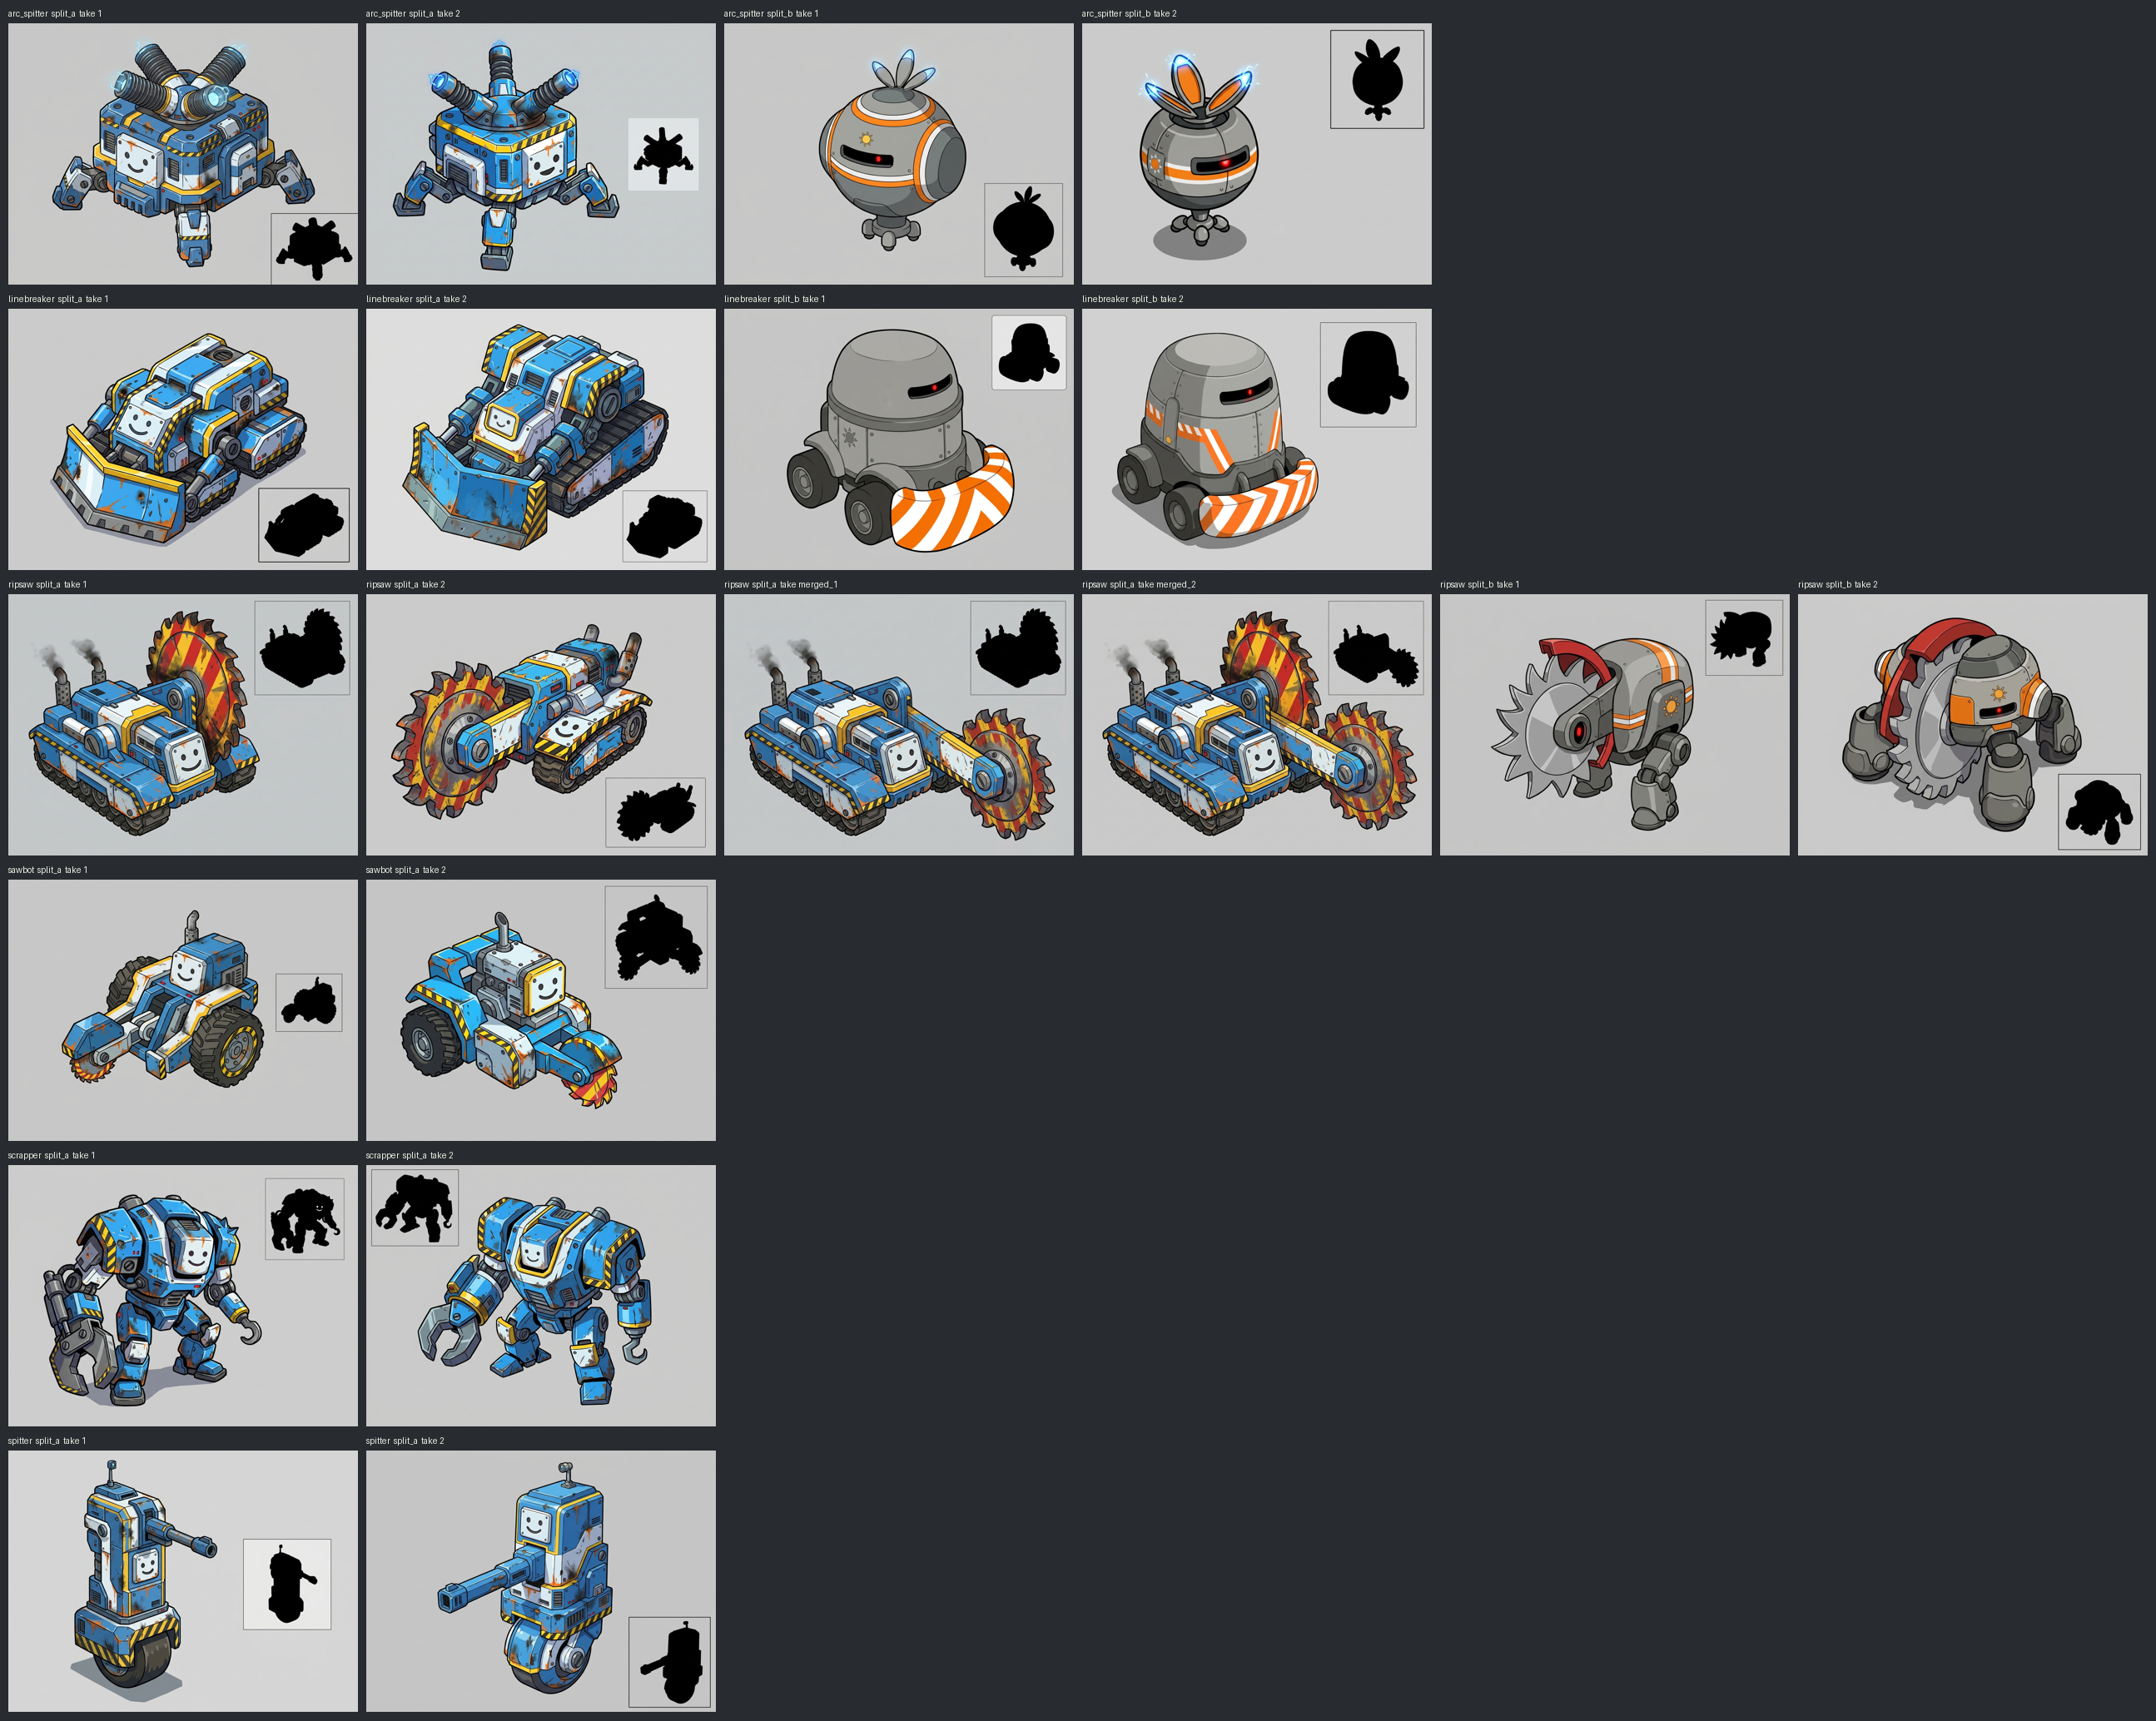 arc_spitter split_a take 1
arc_spitter split_a take 2
arc_spitter split_b take 1
arc_spitter split_b take 2
linebreaker split_a take 1
linebreaker split_a take 2
linebreaker split_b take 1
linebreaker split_b take 2
ripsaw split_a take 1
ripsaw split_a take 2
ripsaw split_a take merged_1
ripsaw split_a take merged_2
ripsaw split_b take 1
ripsaw split_b take 2
sawbot split_a take 1
sawbot split_a take 2
scrapper split_a take 1
scrapper split_a take 2
spitter split_a take 1
spitter split_a take 2